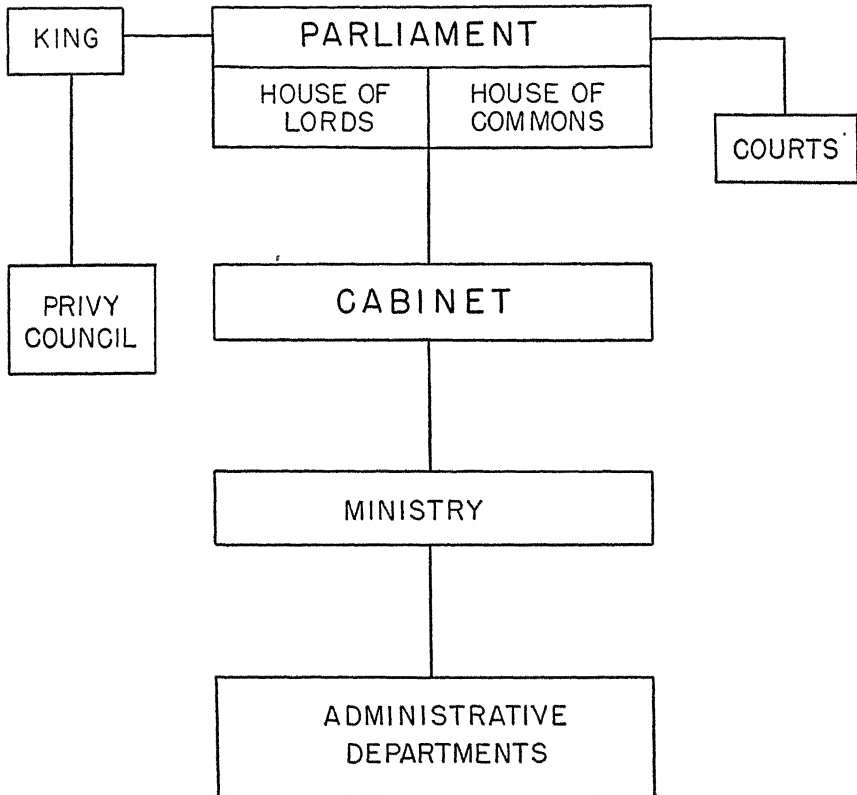 KING
PARLIAMENT
HOUSE OF
LORDS
HOUSE OF
COMMONS
COURTS
PRIVY
COUNCIL
CABINET
MINISTRY
ADMINISTRATIVE
DEPARTMENTS